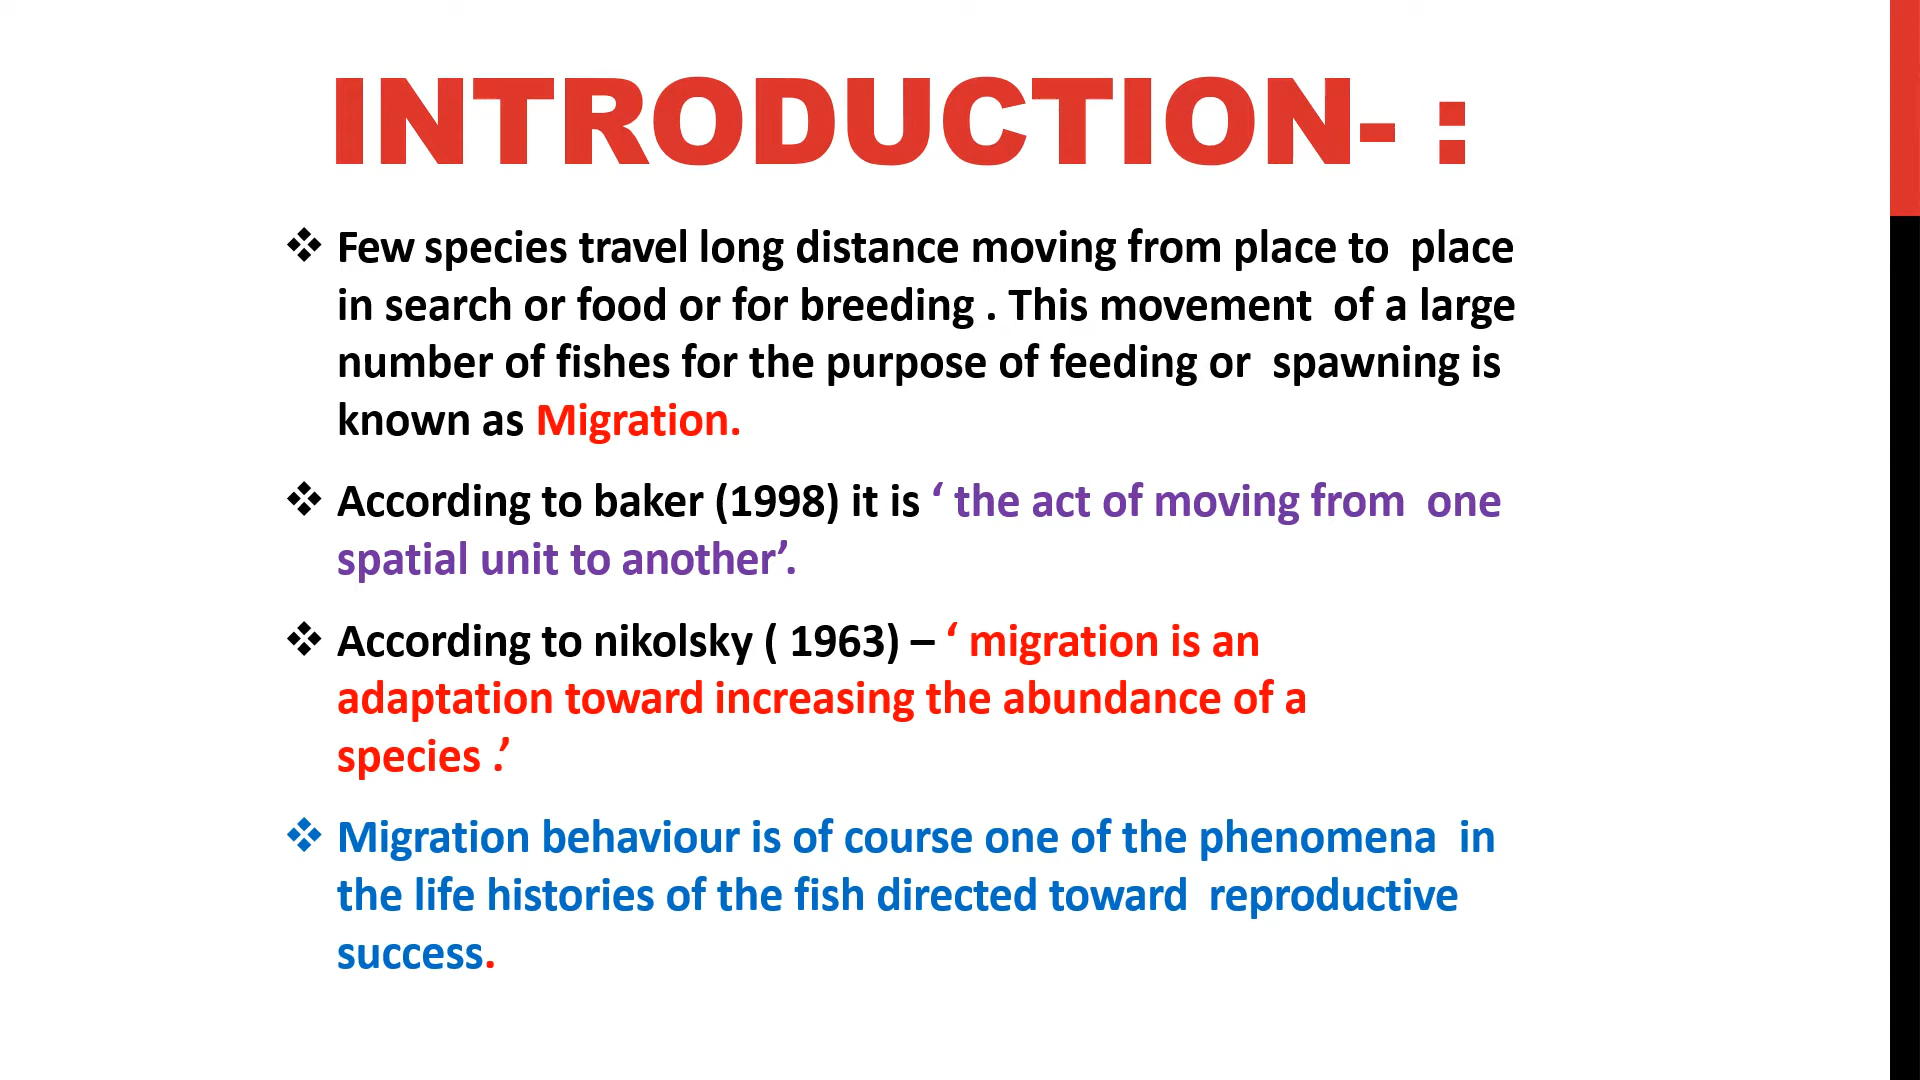 INTRODUCTION- :
❖ Few species travel long distance moving from place to  place
in search or food or for breeding . This movement  of a large
number of fishes for the purpose of feeding or  spawning is
known as Migration.
❖ According to baker (1998) it is ‘ the act of moving from  one
spatial unit to another’.
❖ According to nikolsky ( 1963) – ‘ migration is an
adaptation toward increasing the abundance of a
species .’
❖ Migration behaviour is of course one of the phenomena  in
the life histories of the fish directed toward  reproductive
success.